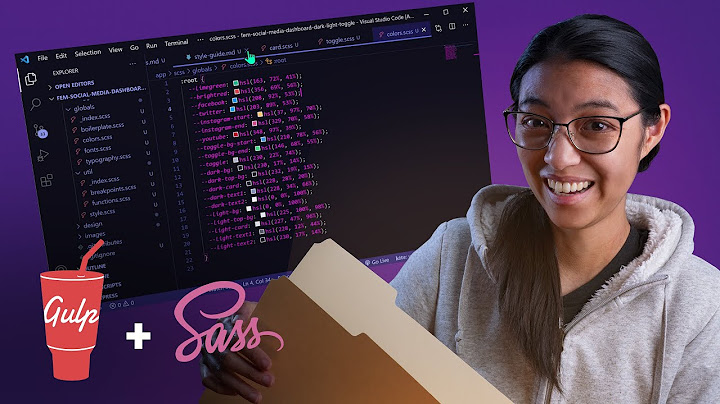 File Edit Selection View Go Run Terminal ... colors.scss - fem-social-media-dashboard-dark-light-toggle - Visual Studio Code [A...
EXPLORER ...
s.md U
style-guide.md U
card.scss U
toggle.scss U
colors.scss U
app > scss > globals > colors.scss > :root
OPEN EDITORS
FEM-SOCIAL-MEDIA-DASHBOA...
globals
_index.scss U
boilerplate.scss U
colors.scss U
fonts.scss U
typography.scss U
util
_index.scss U
breakpoints.scss U
functions.scss U
style.scss U
design
images
:root {
--limegreen: hsl(163, 72%, 41%);
--brightred: hsl(356, 69%, 56%);
--facebook: hsl(208, 92%, 53%);
--twitter: hsl(203, 89%, 53%);
--instagram-start: hsl(37, 97%, 70%);
--instagram-end: hsl(329, 70%, 58%);
--youtube: hsl(348, 97%, 39%);
--toggle-bg-start: hsl(210, 78%, 56%);
--toggle-bg-end: hsl(146, 68%, 55%);
--toggle: hsl(230, 22%, 74%);
--dark-bg: hsl(230, 17%, 14%);
--dark-top-bg: hsl(232, 19%, 15%);
--dark-card: hsl(228, 28%, 20%);
--dark-text1: hsl(228, 34%, 66%);
--dark-text2: hsl(0, 0%, 100%);
--light-bg: hsl(0, 0%, 100%);
--light-top-bg: hsl(225, 100%, 98%);
--light-card: hsl(227, 47%, 96%);
--light-text1: hsl(228, 12%, 44%);
--light-text2: hsl(230, 17%, 14%);
}
Go Live
Gulp
+
Sass